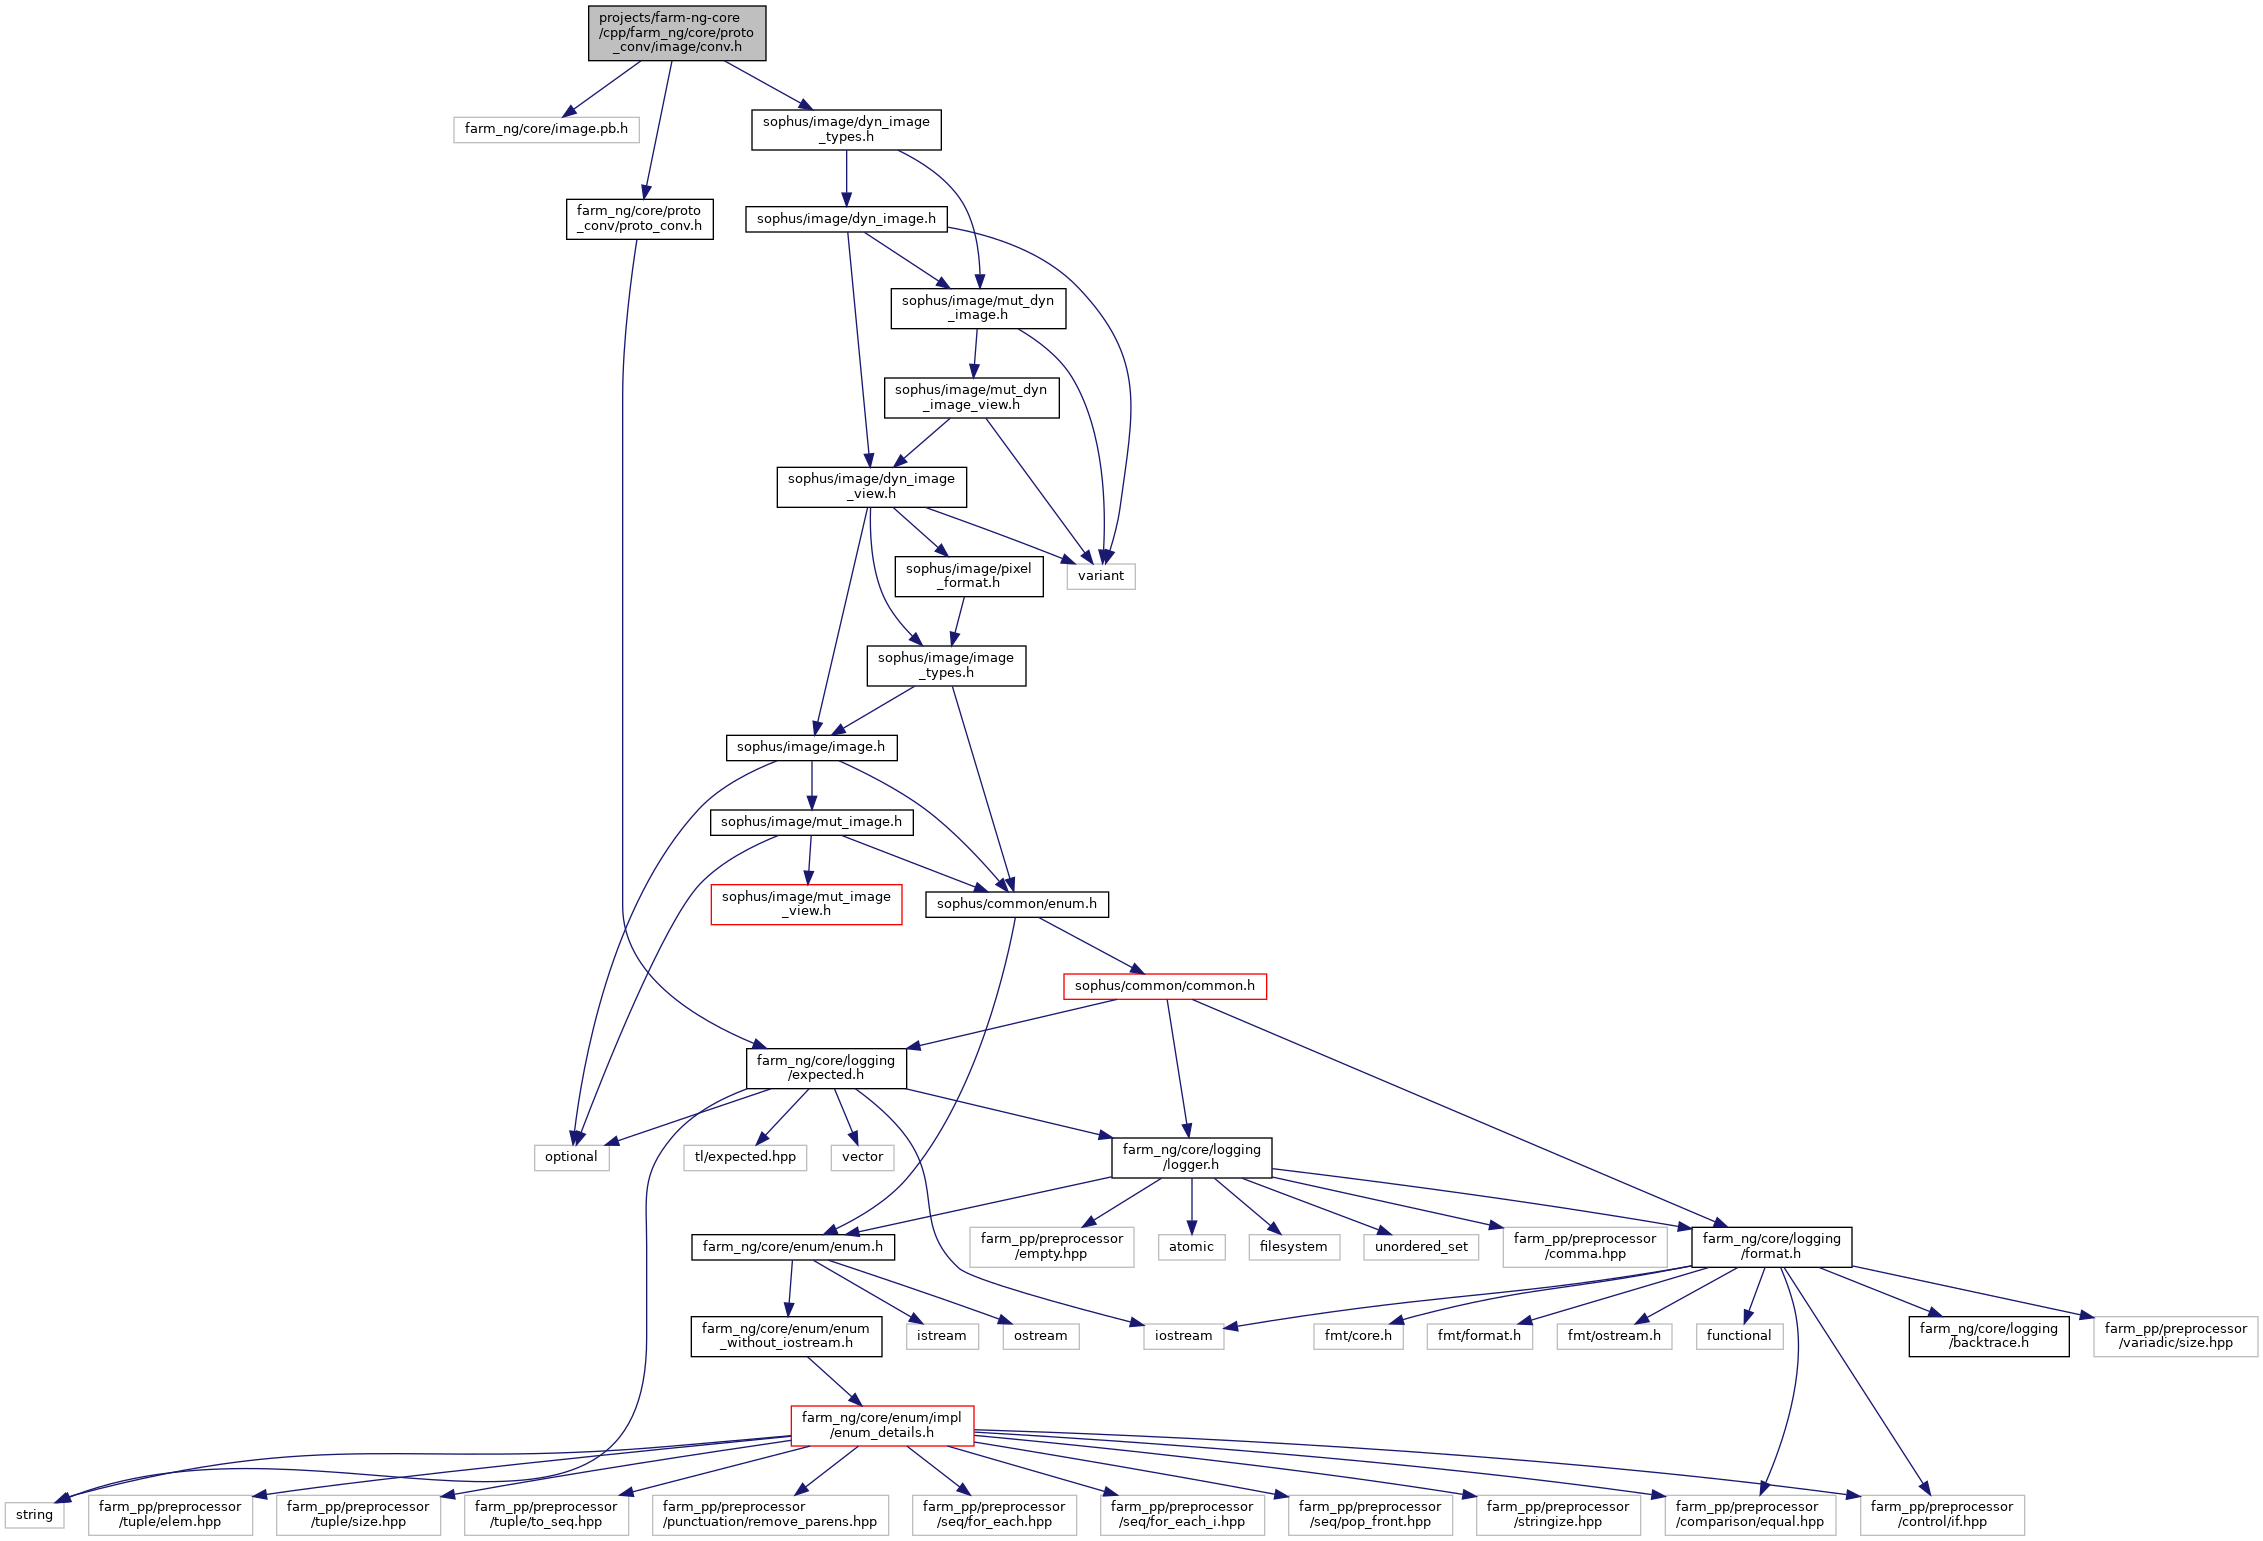 projects/farm-ng-core
/cpp/farm_ng/core/proto
_conv/image/conv.h
farm_ng/core/image.pb.h
sophus/image/dyn_image
_types.h
farm_ng/core/proto
_conv/proto_conv.h
sophus/image/dyn_image.h
sophus/image/mut_dyn
_image.h
sophus/image/mut_dyn
_image_view.h
sophus/image/dyn_image
_view.h
sophus/image/pixel
_format.h
variant
sophus/image/image
_types.h
sophus/image/image.h
sophus/image/mut_image.h
sophus/image/mut_image
_view.h
sophus/common/enum.h
sophus/common/common.h
farm_ng/core/logging
/expected.h
optional
tl/expected.hpp
vector
farm_ng/core/logging
/logger.h
farm_ng/core/enum/enum.h
farm_pp/preprocessor
/empty.hpp
atomic
filesystem
unordered_set
farm_pp/preprocessor
/comma.hpp
farm_ng/core/logging
/format.h
farm_ng/core/enum/enum
_without_iostream.h
istream
ostream
iostream
fmt/core.h
fmt/format.h
fmt/ostream.h
functional
farm_ng/core/logging
/backtrace.h
farm_pp/preprocessor
/variadic/size.hpp
farm_ng/core/enum/impl
/enum_details.h
string
farm_pp/preprocessor
/tuple/elem.hpp
farm_pp/preprocessor
/tuple/size.hpp
farm_pp/preprocessor
/tuple/to_seq.hpp
farm_pp/preprocessor
/punctuation/remove_parens.hpp
farm_pp/preprocessor
/seq/for_each.hpp
farm_pp/preprocessor
/seq/for_each_i.hpp
farm_pp/preprocessor
/seq/pop_front.hpp
farm_pp/preprocessor
/stringize.hpp
farm_pp/preprocessor
/comparison/equal.hpp
farm_pp/preprocessor
/control/if.hpp